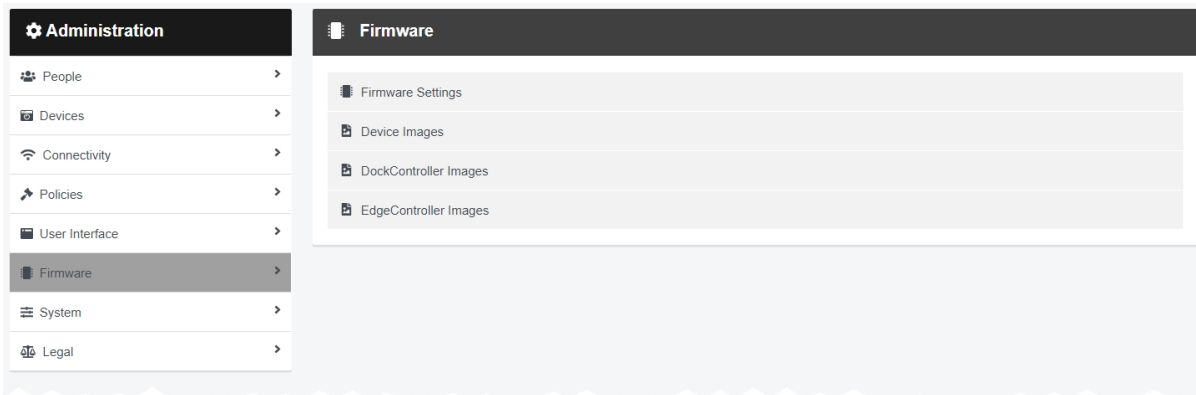 Administration
People
Devices
Connectivity
Policies
User Interface
Firmware
System
Legal
Firmware
Firmware Settings
Device Images
DockController Images
EdgeController Images